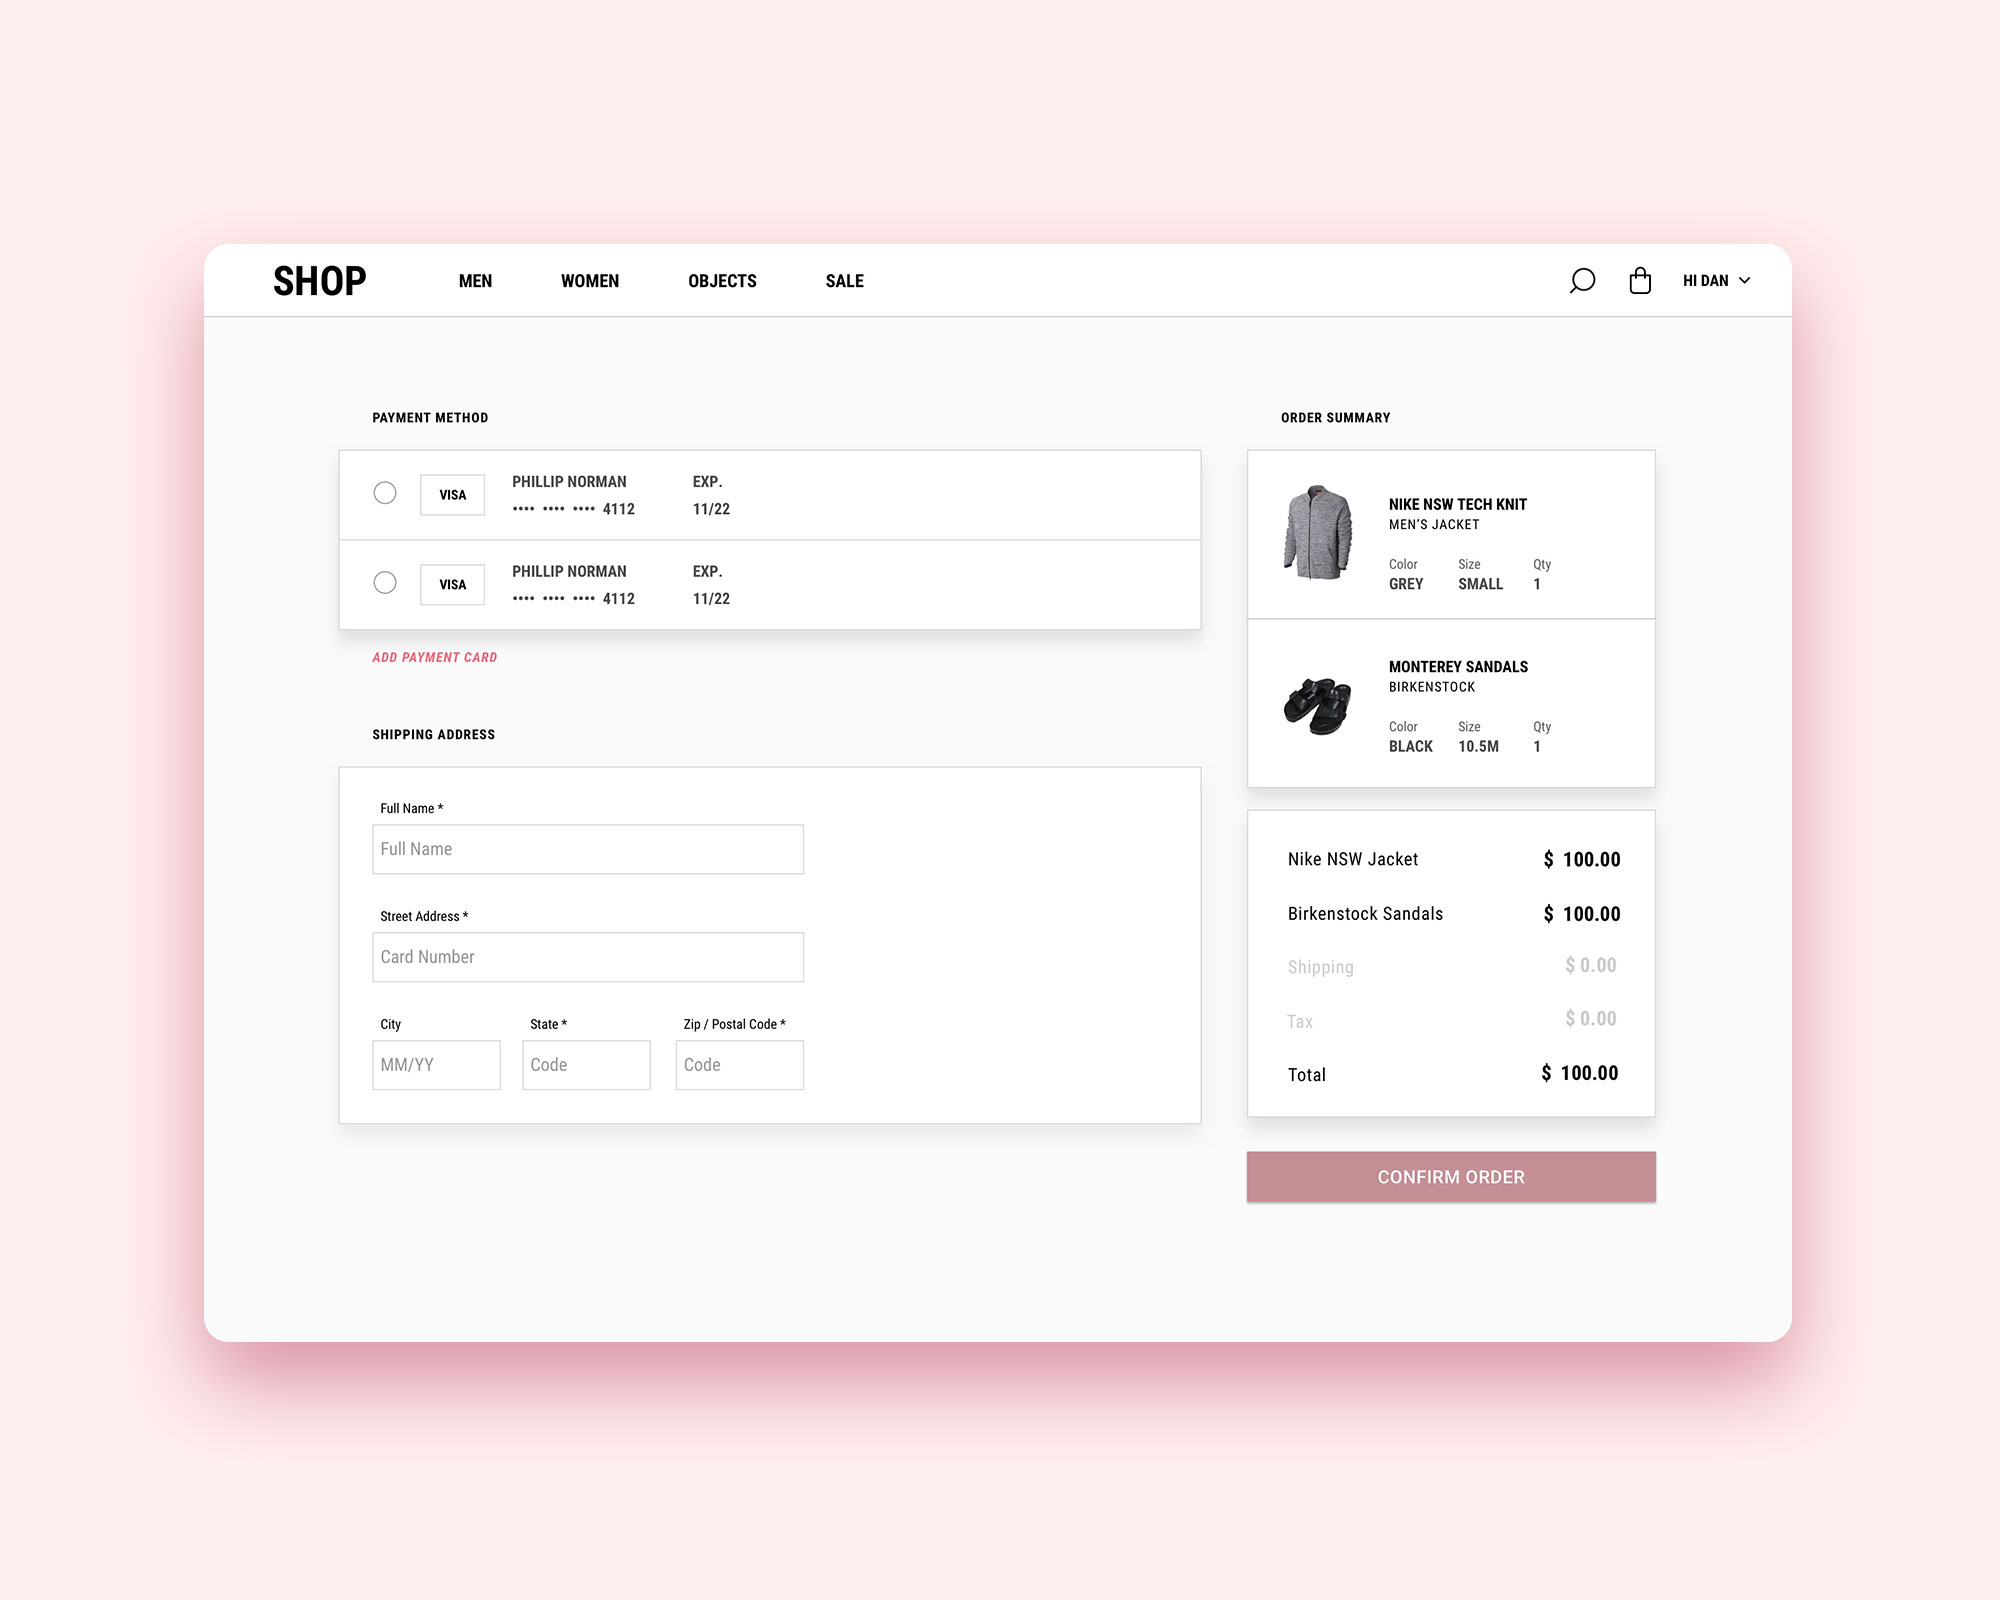 SHOP MEN WOMEN OBJECTS SALE HI DAN
PAYMENT METHOD
VISA PHILLIP NORMAN EXP.
•••• •••• •••• 4112 11/22
VISA PHILLIP NORMAN EXP.
•••• •••• •••• 4112 11/22
ADD PAYMENT CARD
SHIPPING ADDRESS
Full Name *
Full Name
Street Address *
Card Number
City State * Zip / Postal Code *
MM/YY Code Code
ORDER SUMMARY
NIKE NSW TECH KNIT
MEN'S JACKET
Color Size Qty
GREY SMALL 1
MONTEREY SANDALS
BIRKENSTOCK
Color Size Qty
BLACK 10.5M 1
Nike NSW Jacket $ 100.00
Birkenstock Sandals $ 100.00
Shipping $ 0.00
Tax $ 0.00
Total $ 100.00
CONFIRM ORDER